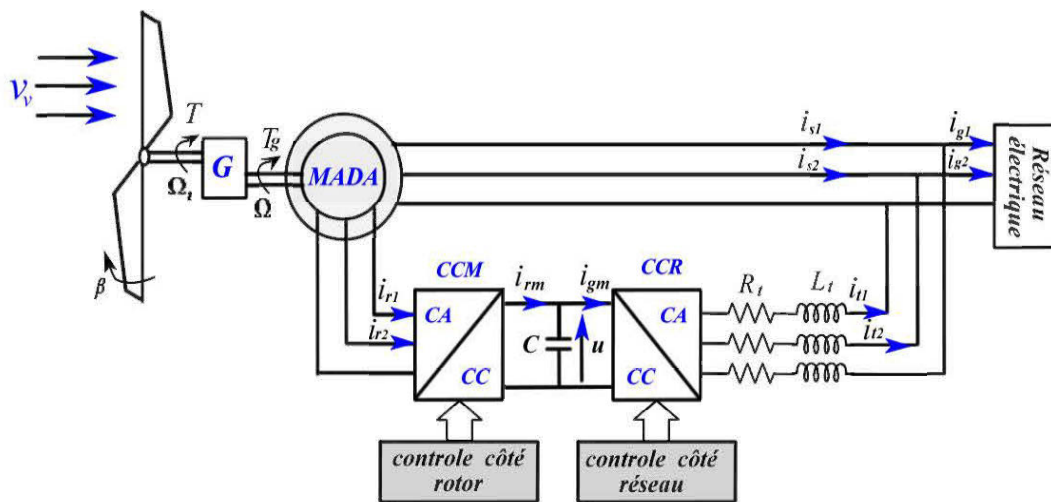 v_v
T
T_g
G
Ω_t
Ω
β
MADA
i_s1
i_s2
i_g1
i_g2
Réseau
électrique
i_r1
i_r2
CCM
CA
CC
i_rm
i_gm
C
u
CCR
CA
CC
R_t
L_t
i_t1
i_t2
controle côté
rotor
controle côté
réseau